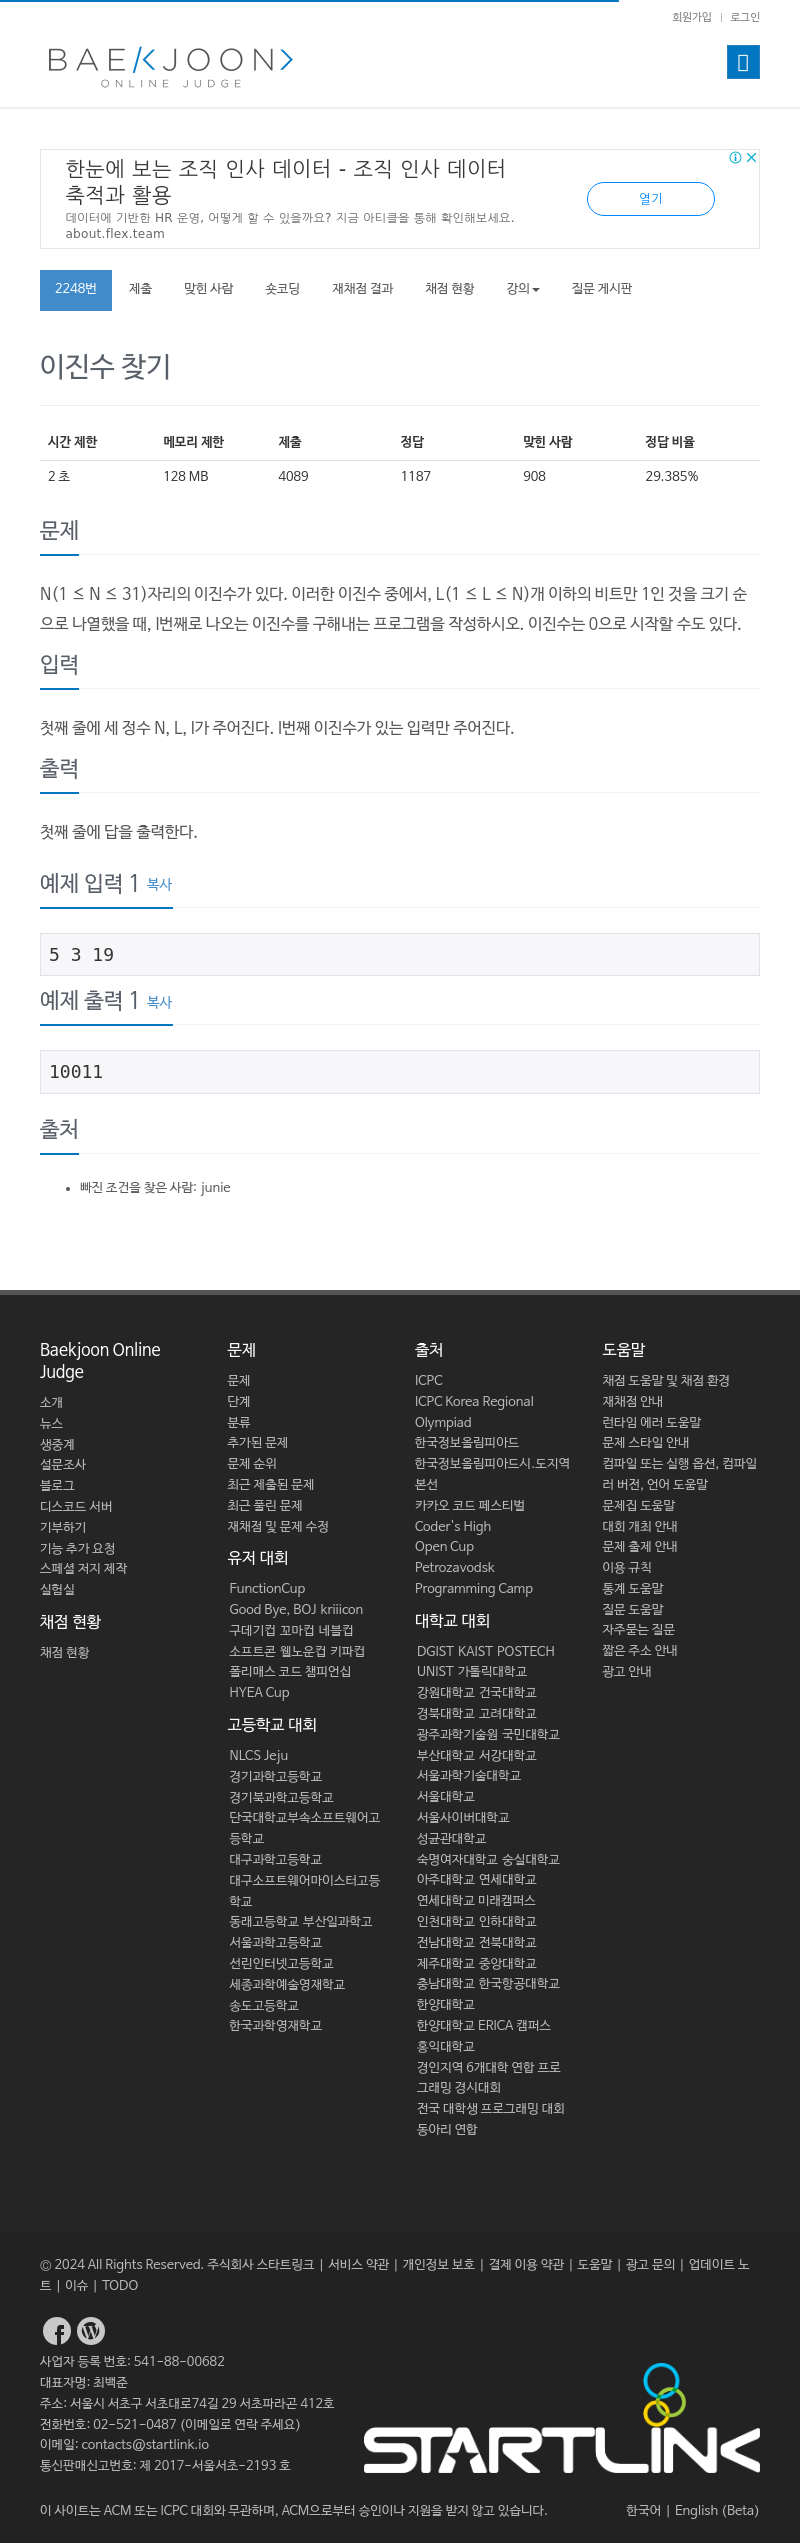 회원가입 | 로그인
BAEKJOON>
ONLINE JUDGE
한눈에 보는 조직 인사 데이터 - 조직 인사 데이터
축적과 활용
데이터에 기반한 HR 운영, 어떻게 할 수 있을까요? 지금 아티클을 통해 확인해보세요.
about.flex.team
열기
2248번 제출 맞힌 사람 숏코딩 재채점 결과 채점 현황 강의 질문 게시판
이진수 찾기
시간 제한 메모리 제한 제출 정답 맞힌 사람 정답 비율
2 초 128 MB 4089 1187 908 29.385%
문제
N(1 ≤ N ≤ 31)자리의 이진수가 있다. 이러한 이진수 중에서, L(1 ≤ L ≤ N)개 이하의 비트만 1인 것을 크기 순
으로 나열했을 때, I번째로 나오는 이진수를 구해내는 프로그램을 작성하시오. 이진수는 0으로 시작할 수도 있다.
입력
첫째 줄에 세 정수 N, L, I가 주어진다. I번째 이진수가 있는 입력만 주어진다.
출력
첫째 줄에 답을 출력한다.
예제 입력 1 복사
5 3 19
예제 출력 1 복사
10011
출처
• 빠진 조건을 찾은 사람: junie
Baekjoon Online
Judge
소개
뉴스
생중계
설문조사
블로그
디스코드 서버
기부하기
기능 추가 요청
스페셜 저지 제작
실험실
채점 현황
채점 현황
문제
문제
단계
분류
추가된 문제
문제 순위
최근 제출된 문제
최근 풀린 문제
재채점 및 문제 수정
유저 대회
FunctionCup
Good Bye, BOJ kriiicon
구데기컵 꼬마컵 네블컵
소프트콘 웰노운컵 키파컵
폴리매스 코드 챔피언십
HYEA Cup
고등학교 대회
NLCS Jeju
경기과학고등학교
경기북과학고등학교
단국대학교부속소프트웨어고
등학교
대구과학고등학교
대구소프트웨어마이스터고등
학교
동래고등학교 부산일과학고
서울과학고등학교
선린인터넷고등학교
세종과학예술영재학교
송도고등학교
한국과학영재학교
출처
ICPC
ICPC Korea Regional
Olympiad
한국정보올림피아드
한국정보올림피아드시.도지역
본선
카카오 코드 페스티벌
Coder's High
Open Cup
Petrozavodsk
Programming Camp
대학교 대회
DGIST KAIST POSTECH
UNIST 가톨릭대학교
강원대학교 건국대학교
경북대학교 고려대학교
광주과학기술원 국민대학교
부산대학교 서강대학교
서울과학기술대학교
서울대학교
서울사이버대학교
성균관대학교
숙명여자대학교 숭실대학교
아주대학교 연세대학교
연세대학교 미래캠퍼스
인천대학교 인하대학교
전남대학교 전북대학교
제주대학교 중앙대학교
충남대학교 한국항공대학교
한양대학교
한양대학교 ERICA 캠퍼스
홍익대학교
경인지역 6개대학 연합 프로
그래밍 경시대회
전국 대학생 프로그래밍 대회
동아리 연합
도움말
채점 도움말 및 채점 환경
재채점 안내
런타임 에러 도움말
문제 스타일 안내
컴파일 또는 실행 옵션, 컴파일
러 버전, 언어 도움말
문제집 도움말
대회 개최 안내
문제 출제 안내
이용 규칙
통계 도움말
질문 도움말
자주묻는 질문
짧은 주소 안내
광고 안내
© 2024 All Rights Reserved. 주식회사 스타트링크 | 서비스 약관 | 개인정보 보호 | 결제 이용 약관 | 도움말 | 광고 문의 | 업데이트 노
트 | 이슈 | TODO
사업자 등록 번호: 541-88-00682
대표자명: 최백준
주소: 서울시 서초구 서초대로74길 29 서초파라곤 412호
전화번호: 02-521-0487 (이메일로 연락 주세요)
이메일: contacts@startlink.io
통신판매신고번호: 제 2017-서울서초-2193 호
STARTLINK
이 사이트는 ACM 또는 ICPC 대회와 무관하며, ACM으로부터 승인이나 지원을 받지 않고 있습니다.
한국어 | English (Beta)